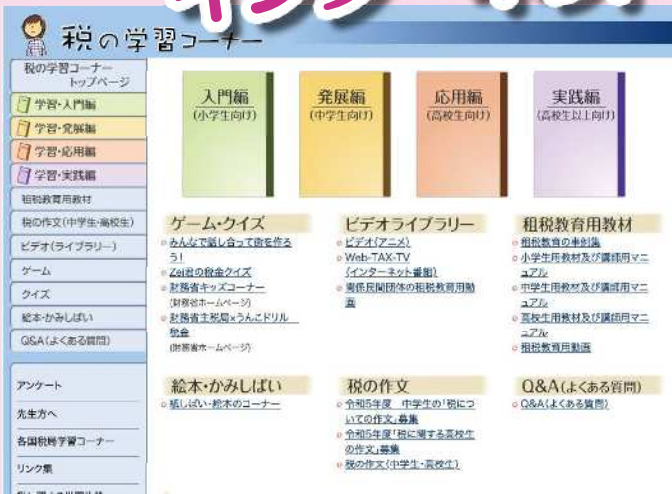 税の学習コーナー
税の学習コーナー
トップページ
学習・入門編
学習・発展編
学習・応用編
学習・実践編
租税教育用教材
税の作文(中学生・高校生)
ビデオ(ライブラリー)
ゲーム
クイズ
絵本・かみしばい
Q&A(よくある質問)
アンケート
先生方へ
各国税局学習コーナー
リンク集
入門編
(小学生向け)
発展編
(中学生向け)
応用編
(高校生向け)
実践編
(高校生以上向け)
ゲーム・クイズ
みんなで話し合って街を作る
う!
Zei君の税金クイズ
財務省キッズコーナー
(財務省ホームページ)
財務省主税局×うんこドリル
税金
(財務省ホームページ)
ビデオライブラリー
ビデオ(アニメ)
Web-TAX-TV
(インターネット番組)
関係民間団体の租税教育用動
画
租税教育用教材
租税教育の事例集
小学生用教材及び講師用マニ
ュアル
中学生用教材及び講師用マニ
ュアル
高校生用教材及び講師用マニ
ュアル
租税教育用動画
絵本・かみしばい
紙しばい・絵本のコーナー
税の作文
令和5年度 中学生の「税につ
いての作文」募集
令和5年度「税に関する高校生
の作文」募集
税の作文(中学生・高校生)
Q&A(よくある質問)
Q&A(よくある質問)